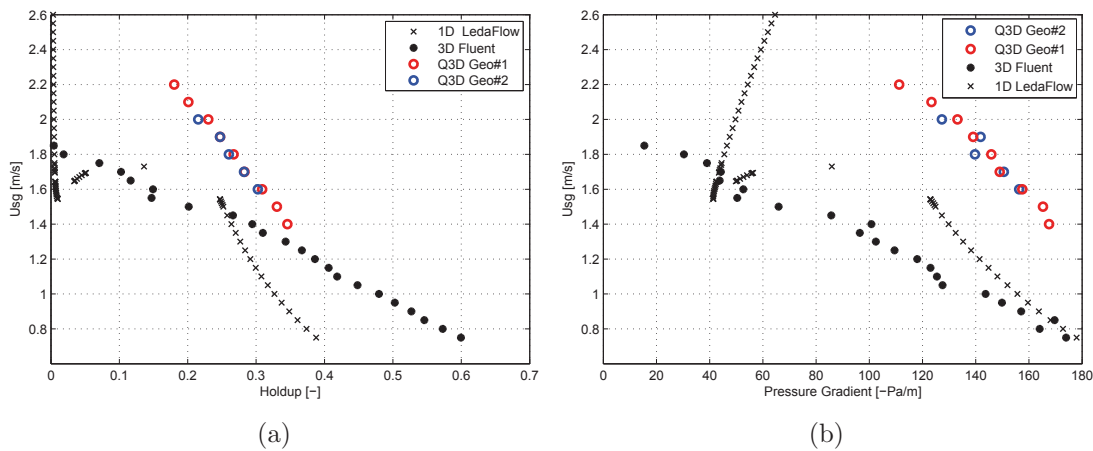 2.6
2.4
2.2
2
1.8
1.6
1.4
1.2
1
0.8
Usg [m/s]
0
0.1
0.2
0.3
0.4
0.5
0.6
0.7
Holdup [−]
1D LedaFlow
3D Fluent
Q3D Geo#1
Q3D Geo#2
(a)
2.6
2.4
2.2
2
1.8
1.6
1.4
1.2
1
0.8
Usg [m/s]
0
20
40
60
80
100
120
140
160
180
Pressure Gradient [−Pa/m]
Q3D Geo#2
Q3D Geo#1
3D Fluent
1D LedaFlow
(b)